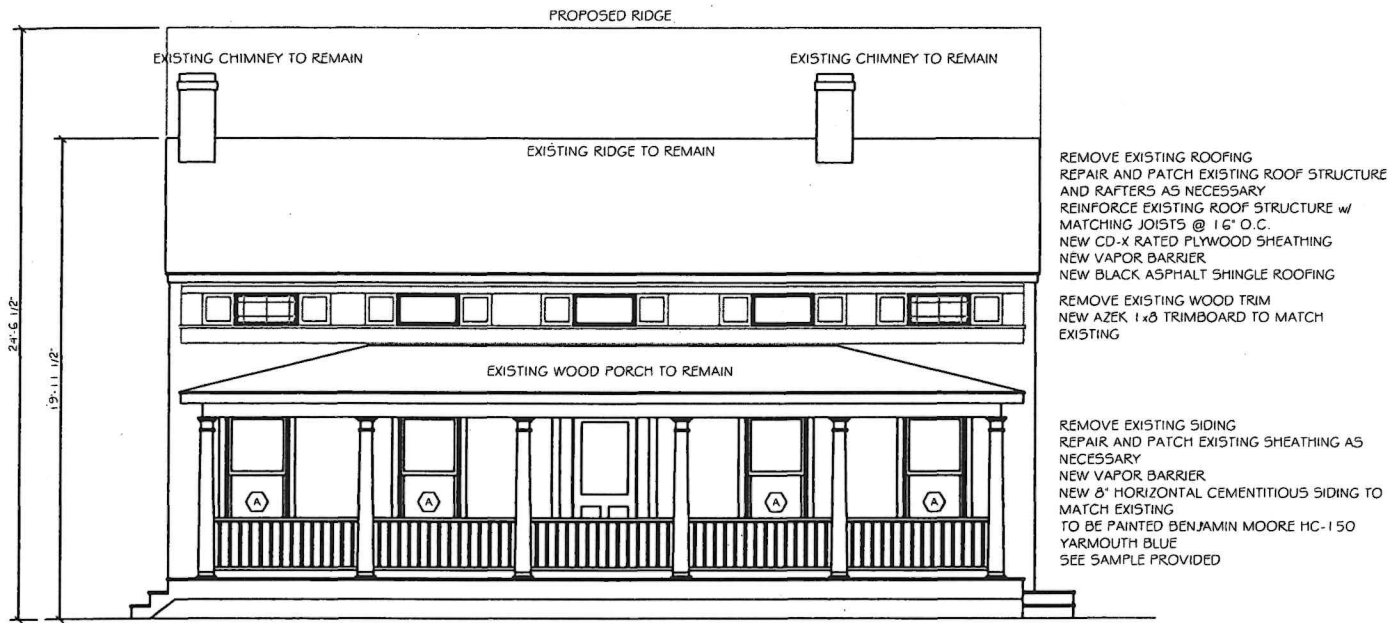 PROPOSED RIDGE
EXISTING CHIMNEY TO REMAIN
EXISTING CHIMNEY TO REMAIN
EXISTING RIDGE TO REMAIN
REMOVE EXISTING ROOFING
REPAIR AND PATCH EXISTING ROOF STRUCTURE
AND RAFTERS AS NECESSARY
REINFORCE EXISTING ROOF STRUCTURE w/
MATCHING JOISTS @ 16" O.C.
NEW CD-X RATED PLYWOOD SHEATHING
NEW VAPOR BARRIER
NEW BLACK ASPHALT SHINGLE ROOFING
REMOVE EXISTING WOOD TRIM
NEW AZEK 1x8 TRIMBOARD TO MATCH
EXISTING
24'-6 1/2"
19'-11 1/2"
EXISTING WOOD PORCH TO REMAIN
REMOVE EXISTING SIDING
REPAIR AND PATCH EXISTING SHEATHING AS
NECESSARY
NEW VAPOR BARRIER
NEW 8" HORIZONTAL CEMENTITIOUS SIDING TO
MATCH EXISTING
TO BE PAINTED BENJAMIN MOORE HC-150
YARMOUTH BLUE
SEE SAMPLE PROVIDED
A
A
A
A